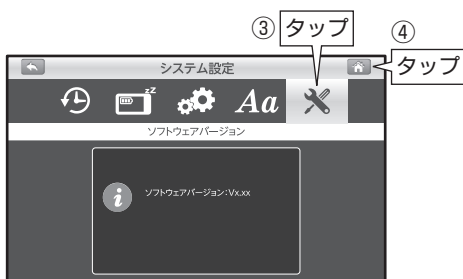 ③ タップ ④
タップ
システム設定
zz
Aa
ソフトウェアバージョン
i ソフトウェアバージョン：Vx.xx